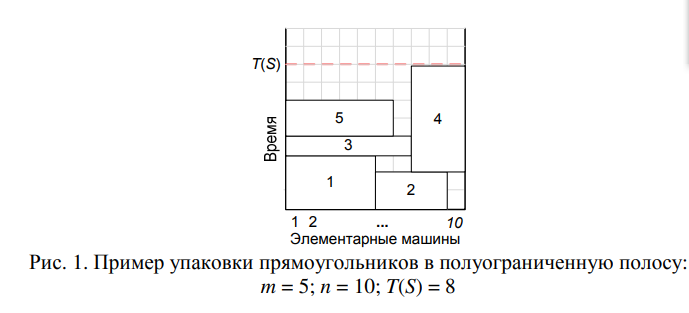 T(S)
Время
5
4
3
1
2
1 2 ... 10
Элементарные машины
Рис. 1. Пример упаковки прямоугольников в полуограниченную полосу:
m = 5; n = 10; T(S) = 8